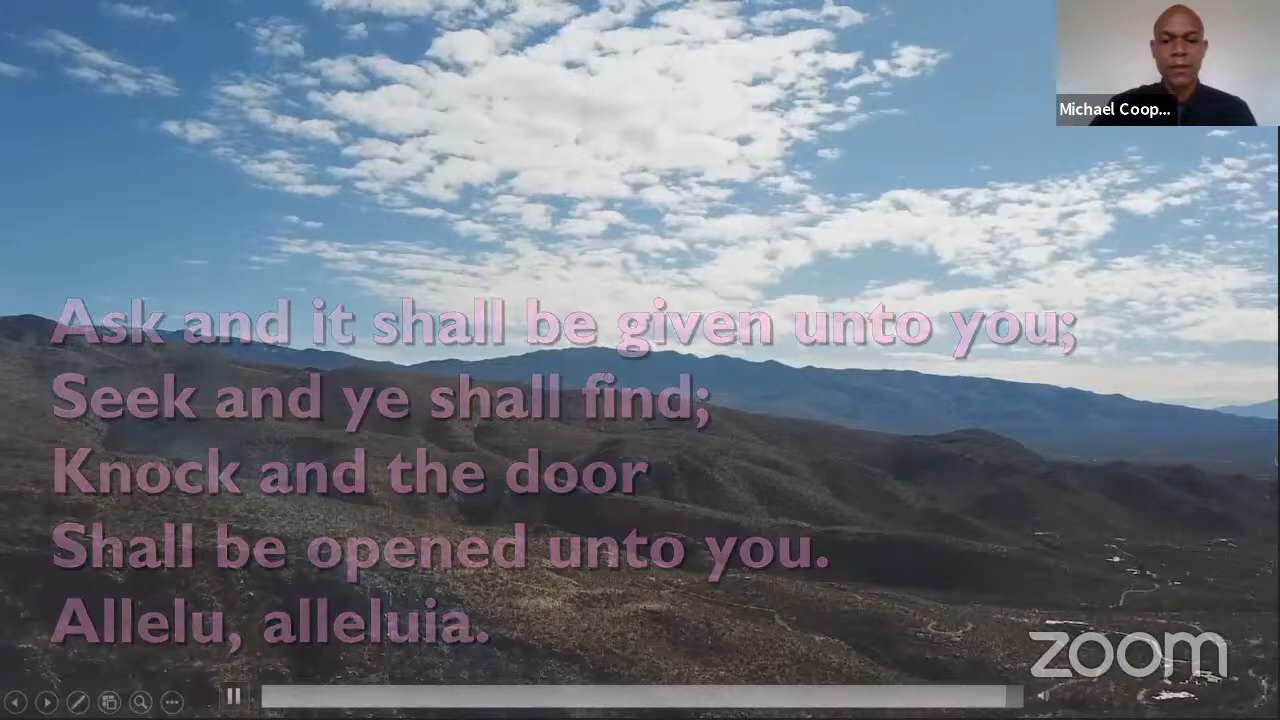 Michael Coop...
Ask and it shall be given unto you;
Seek and ye shall find;
Knock and the door
Shall be opened unto you.
Allelu, alleluia.
zoom